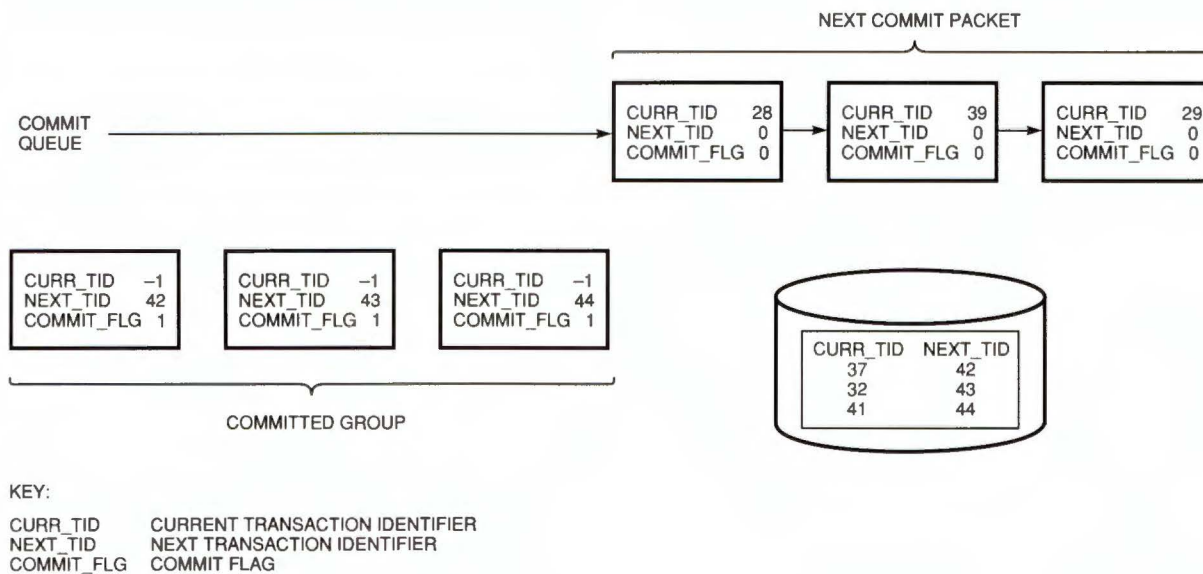 NEXT COMMIT PACKET
COMMIT
QUEUE
CURR_TID 28
NEXT_TID 0
COMMIT_FLG 0
CURR_TID 39
NEXT_TID 0
COMMIT_FLG 0
CURR_TID 29
NEXT_TID 0
COMMIT_FLG 0
CURR_TID –1
NEXT_TID 42
COMMIT_FLG 1
CURR_TID –1
NEXT_TID 43
COMMIT_FLG 1
CURR_TID –1
NEXT_TID 44
COMMIT_FLG 1
COMMITTED GROUP
CURR_TID NEXT_TID
37 42
32 43
41 44
KEY:
CURR_TID CURRENT TRANSACTION IDENTIFIER
NEXT_TID NEXT TRANSACTION IDENTIFIER
COMMIT_FLG COMMIT FLAG